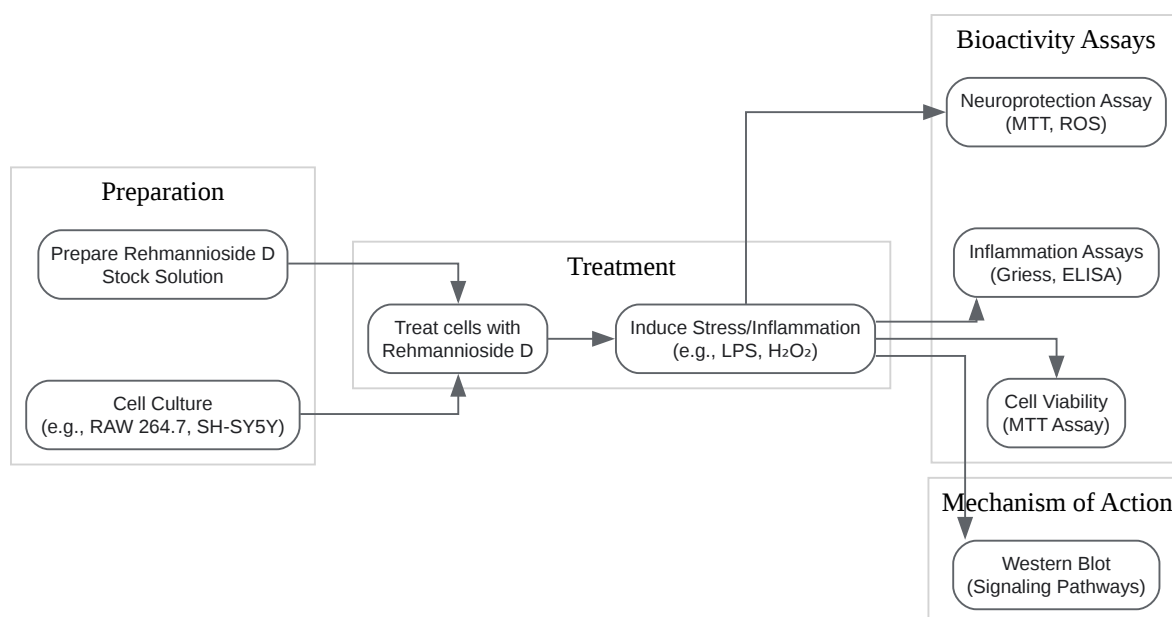 Preparation
Prepare Rehmannioside D
Stock Solution
Cell Culture
(e.g., RAW 264.7, SH-SY5Y)
Treatment
Treat cells with
Rehmannioside D
Induce Stress/Inflammation
(e.g., LPS, H₂O₂)
Bioactivity Assays
Neuroprotection Assay
(MTT, ROS)
Inflammation Assays
(Griess, ELISA)
Cell Viability
(MTT Assay)
Mechanism of Action
Western Blot
(Signaling Pathways)